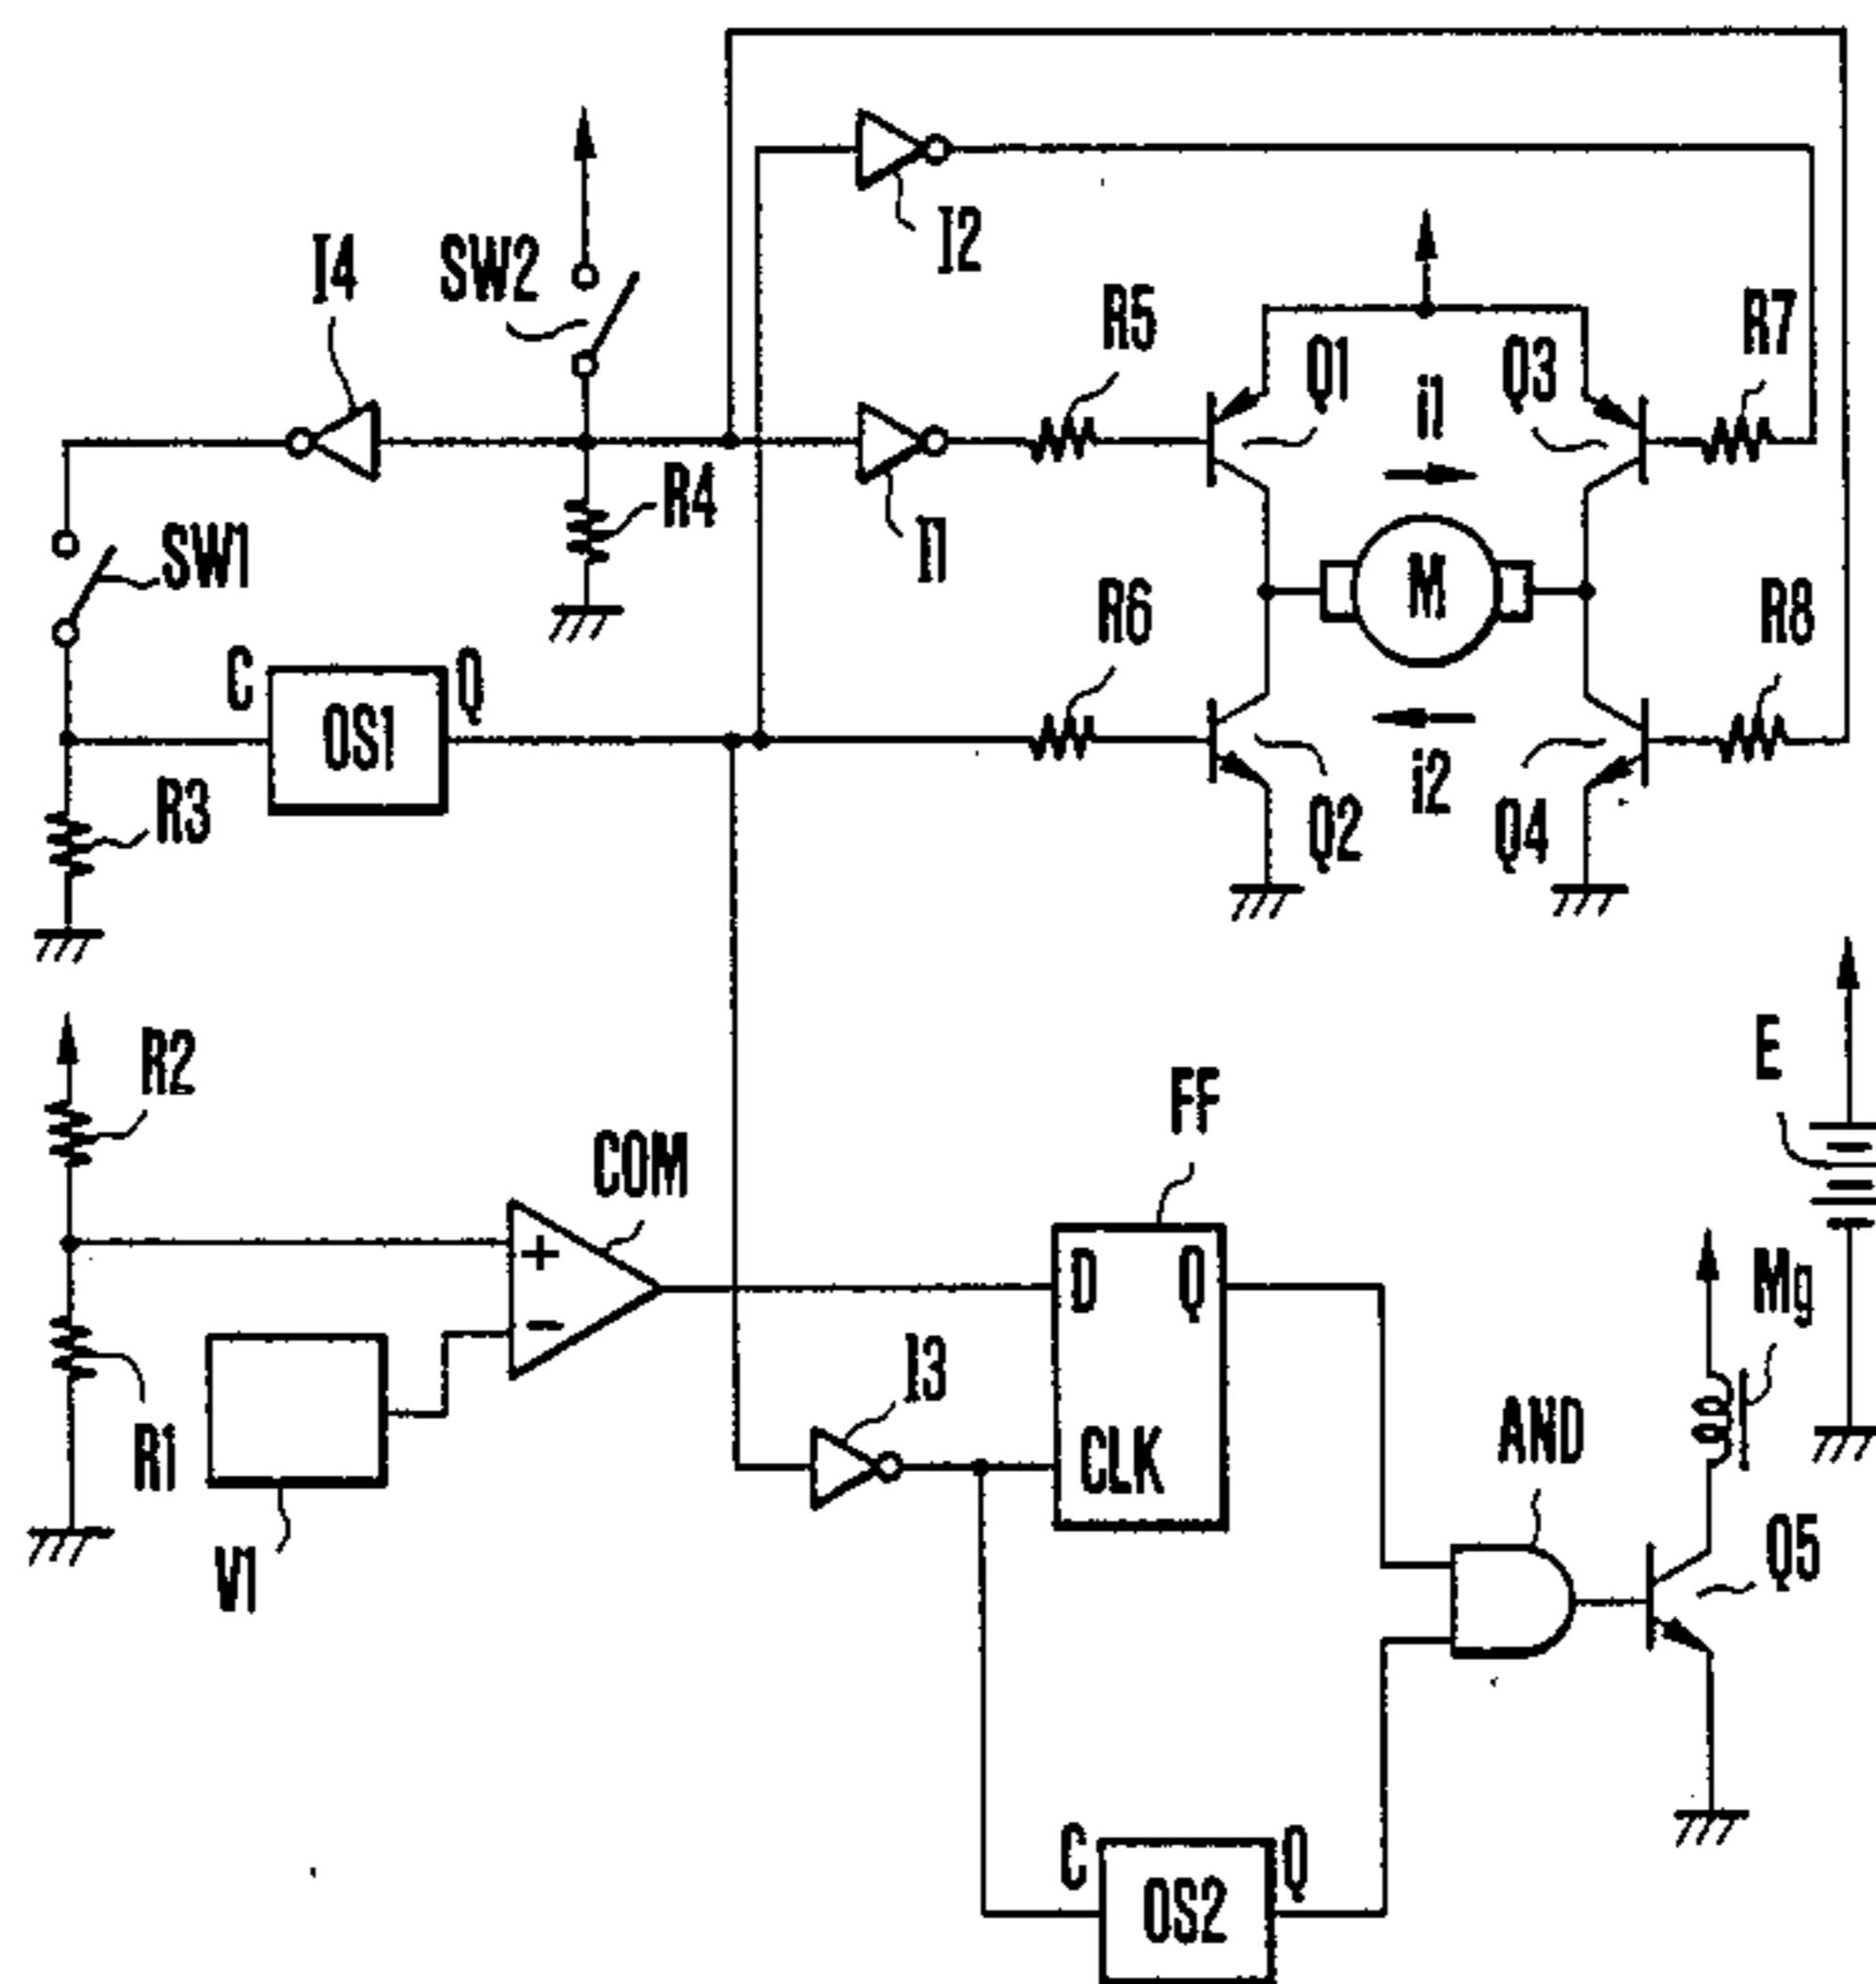 I2
I4
SW2
R5
Q1
Q3
R7
i1
R4
I1
SW1
M
R6
R8
C
OS1
Q
i2
R3
Q2
Q4
R2
E
FF
COM
+
D
Q
Mg
−
I3
R1
CLK
AND
V1
Q5
C
OS2
Q